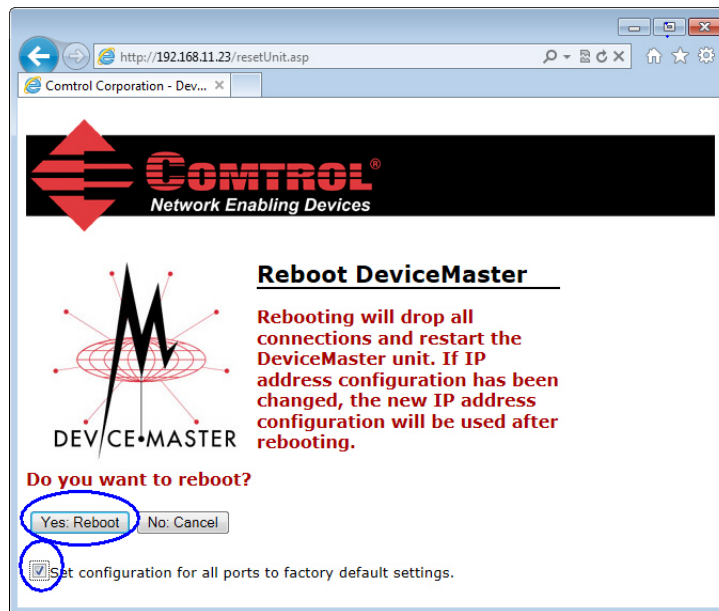 http://192.168.11.23/resetUnit.asp
Comtrol Corporation - Dev...
COMTROL®
Network Enabling Devices
DEVICE•MASTER
Reboot DeviceMaster
Rebooting will drop all
connections and restart the
DeviceMaster unit. If IP
address configuration has been
changed, the new IP address
configuration will be used after
rebooting.
Do you want to reboot?
Yes: Reboot No: Cancel
Set configuration for all ports to factory default settings.